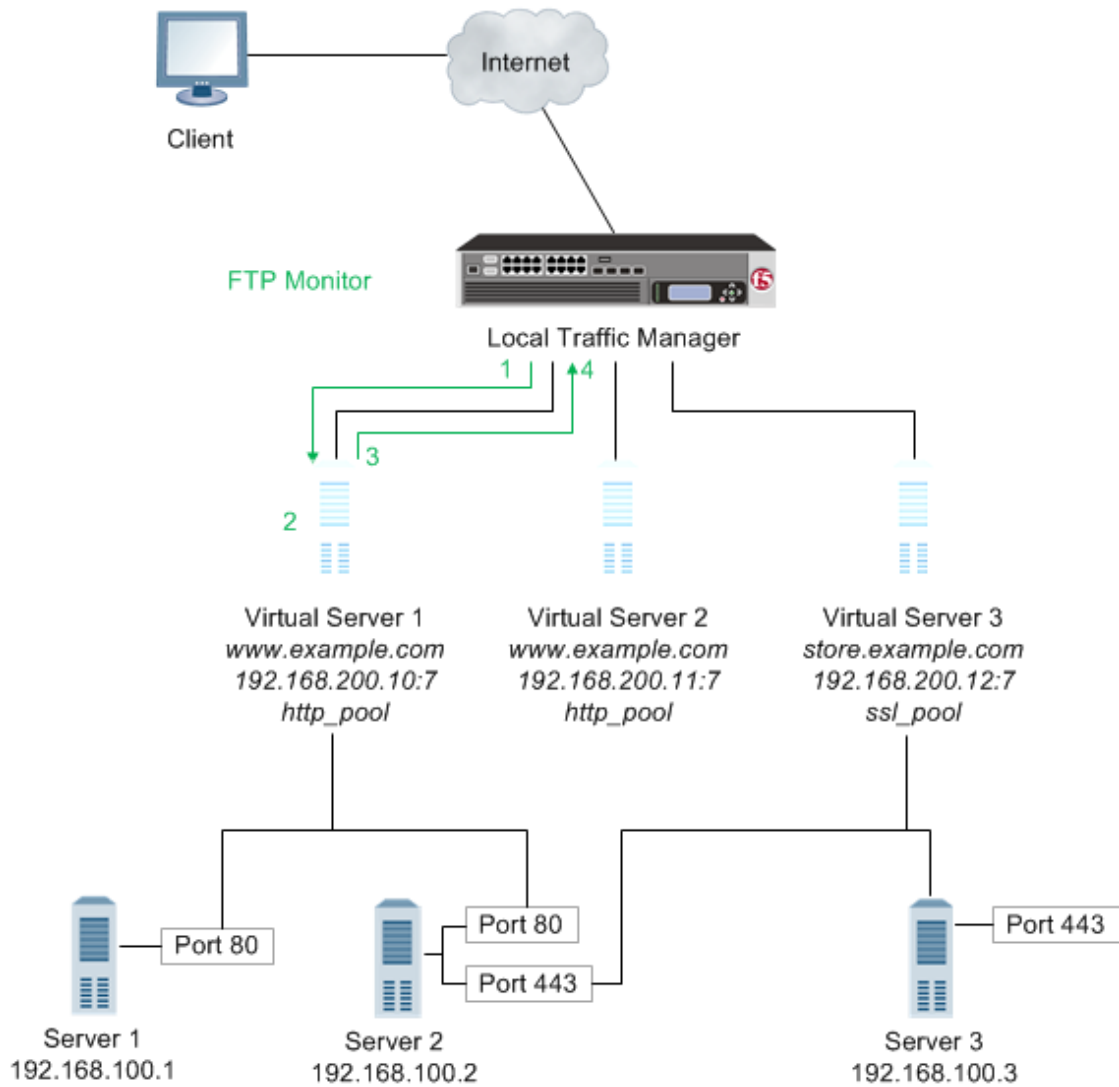 Internet
Client
f5
FTP Monitor
Local Traffic Manager
1
4
3
2
Virtual Server 1
www.example.com
192.168.200.10:7
http_pool
Virtual Server 2
www.example.com
192.168.200.11:7
http_pool
Virtual Server 3
store.example.com
192.168.200.12:7
ssl_pool
Port 80
Port 80
Port 443
Port 443
Server 1
192.168.100.1
Server 2
192.168.100.2
Server 3
192.168.100.3